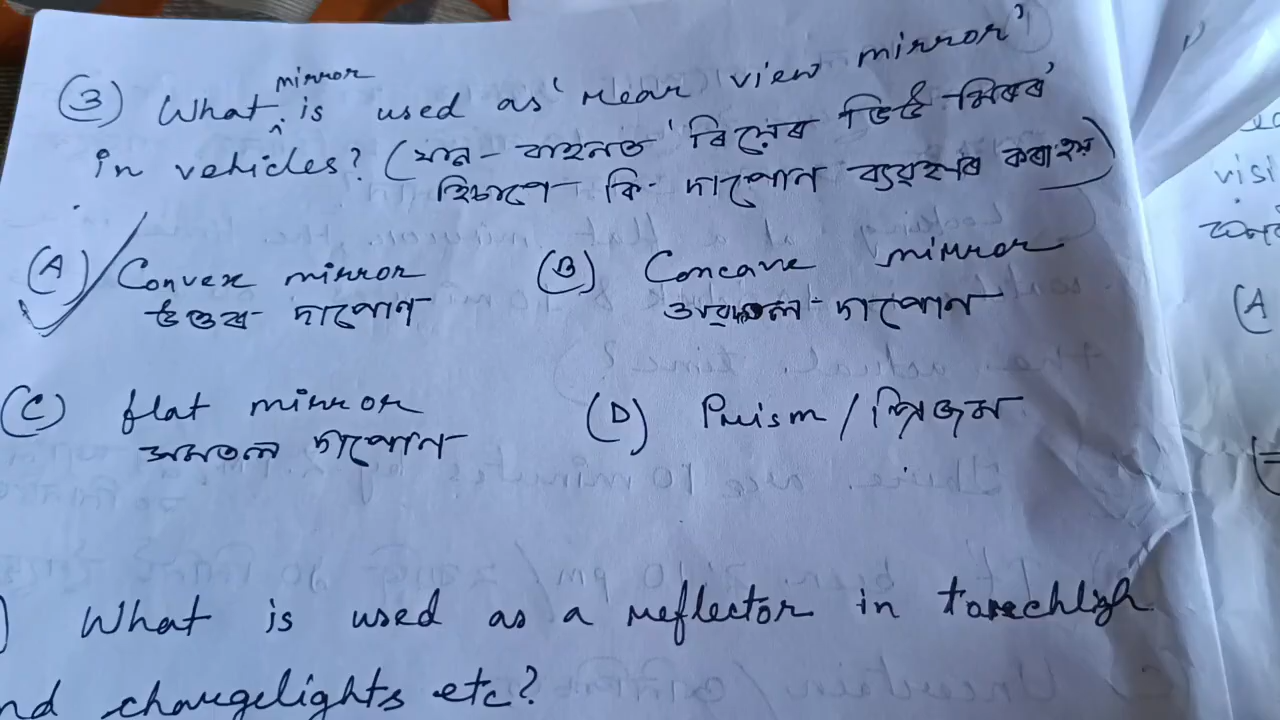 (3) What mirror is used as 'rear view mirror'
in vehicles? (যান-বাহনত 'ৰিয়েৰ ভিউ মিৰৰ'
হিচাপে কি দাপোন ব্যৱহাৰ কৰা হয়)
(A) Convex mirror (B) Concave mirror
উত্তল দাপোন অৱতল-দাপোন
(C) flat mirror (D) Prism / প্ৰিজম
সমতল দাপোন
What is used as a reflector in torchligh
nd chargelights etc?
visi
(A